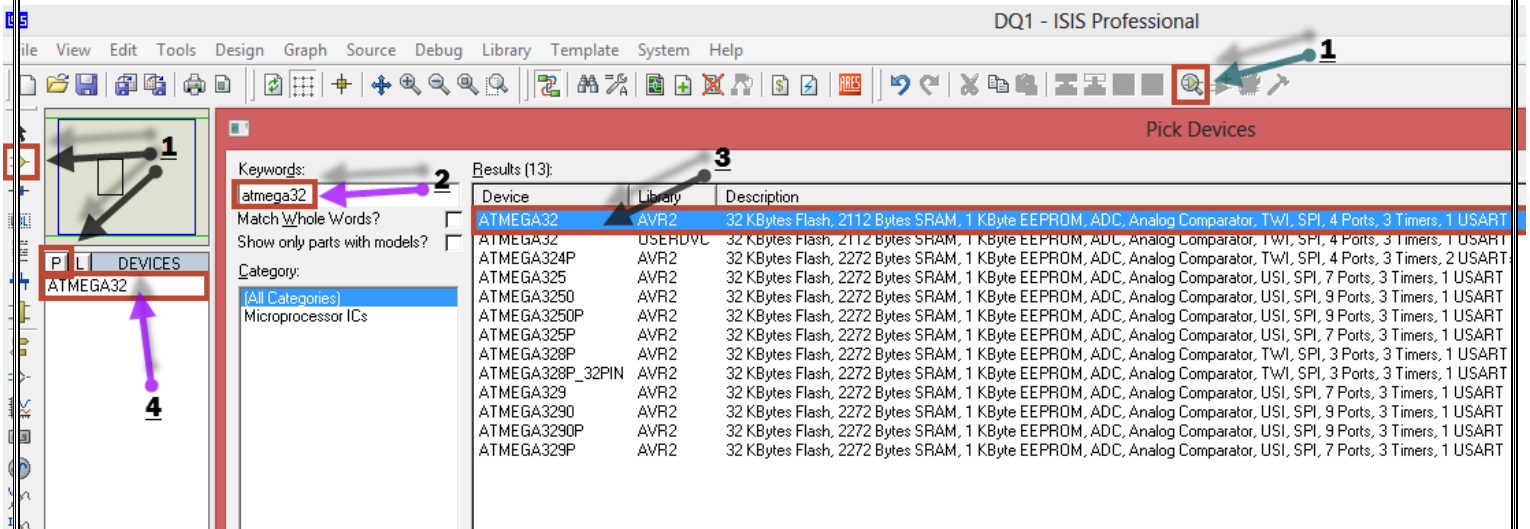 DQ1 - ISIS Professional
File View Edit Tools Design Graph Source Debug Library Template System Help
1
ARES
Pick Devices
1
Keywords:
2
Results (13):
3
atmega32
Device Library Description
Match Whole Words?
Show only parts with models?
ATMEGA32 AVR2 32 KBytes Flash, 2112 Bytes SRAM, 1 KByte EEPROM, ADC, Analog Comparator, TWI, SPI, 4 Ports, 3 Timers, 1 USART
ATMEGA32 USERDVC 32 KBytes Flash, 2112 Bytes SRAM, 1 KByte EEPROM, ADC, Analog Comparator, TWI, SPI, 4 Ports, 3 Timers, 1 USART
ATMEGA324P AVR2 32 KBytes Flash, 2272 Bytes SRAM, 1 KByte EEPROM, ADC, Analog Comparator, TWI, SPI, 4 Ports, 3 Timers, 2 USARTs
ATMEGA325 AVR2 32 KBytes Flash, 2272 Bytes SRAM, 1 KByte EEPROM, ADC, Analog Comparator, USI, SPI, 7 Ports, 3 Timers, 1 USART
ATMEGA3250 AVR2 32 KBytes Flash, 2272 Bytes SRAM, 1 KByte EEPROM, ADC, Analog Comparator, USI, SPI, 9 Ports, 3 Timers, 1 USART
ATMEGA3250P AVR2 32 KBytes Flash, 2272 Bytes SRAM, 1 KByte EEPROM, ADC, Analog Comparator, USI, SPI, 9 Ports, 3 Timers, 1 USART
ATMEGA325P AVR2 32 KBytes Flash, 2272 Bytes SRAM, 1 KByte EEPROM, ADC, Analog Comparator, USI, SPI, 7 Ports, 3 Timers, 1 USART
ATMEGA328P AVR2 32 KBytes Flash, 2272 Bytes SRAM, 1 KByte EEPROM, ADC, Analog Comparator, TWI, SPI, 3 Ports, 3 Timers, 1 USART
ATMEGA328P_32PIN AVR2 32 KBytes Flash, 2272 Bytes SRAM, 1 KByte EEPROM, ADC, Analog Comparator, TWI, SPI, 3 Ports, 3 Timers, 1 USART
ATMEGA329 AVR2 32 KBytes Flash, 2272 Bytes SRAM, 1 KByte EEPROM, ADC, Analog Comparator, USI, SPI, 7 Ports, 3 Timers, 1 USART
ATMEGA3290 AVR2 32 KBytes Flash, 2272 Bytes SRAM, 1 KByte EEPROM, ADC, Analog Comparator, USI, SPI, 9 Ports, 3 Timers, 1 USART
ATMEGA3290P AVR2 32 KBytes Flash, 2272 Bytes SRAM, 1 KByte EEPROM, ADC, Analog Comparator, USI, SPI, 9 Ports, 3 Timers, 1 USART
ATMEGA329P AVR2 32 KBytes Flash, 2272 Bytes SRAM, 1 KByte EEPROM, ADC, Analog Comparator, USI, SPI, 7 Ports, 3 Timers, 1 USART
Category:
(All Categories)
Microprocessor ICs
P L DEVICES
ATMEGA32
4